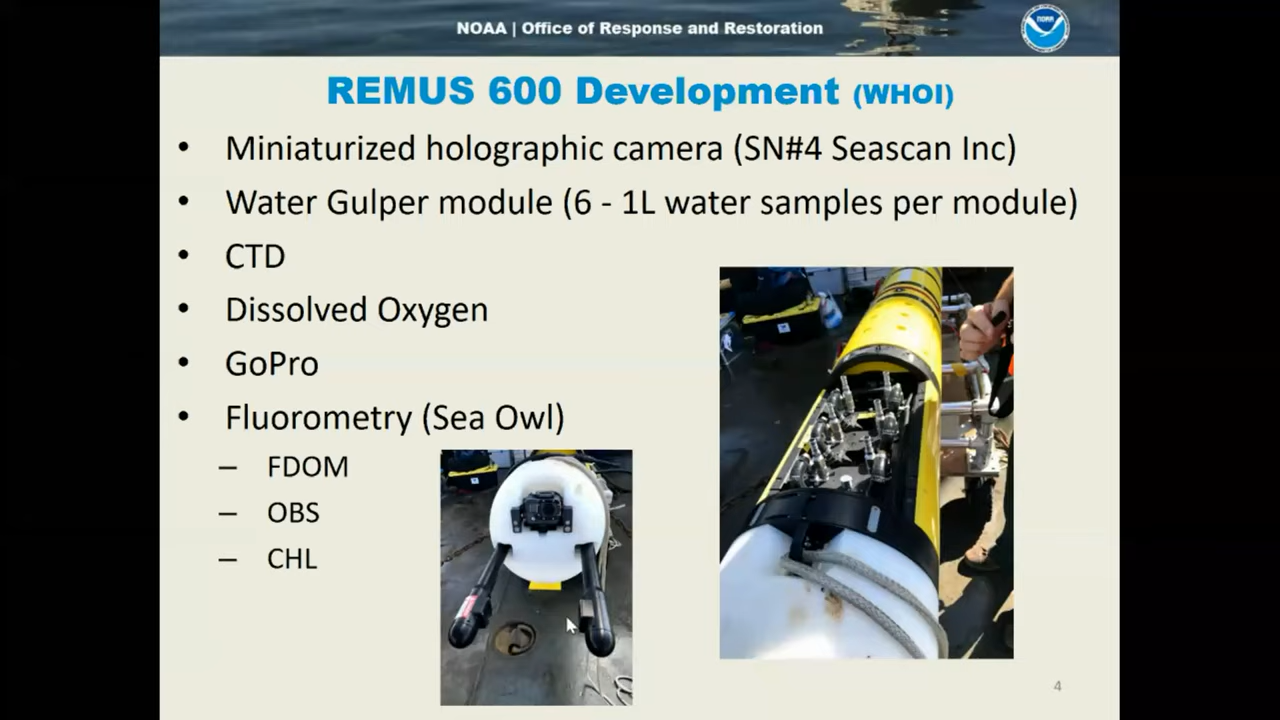 NOAA | Office of Response and Restoration
NOAA
REMUS 600 Development (WHOI)
• Miniaturized holographic camera (SN#4 Seascan Inc)
• Water Gulper module (6 - 1L water samples per module)
• CTD
• Dissolved Oxygen
• GoPro
• Fluorometry (Sea Owl)
– FDOM
– OBS
– CHL
4